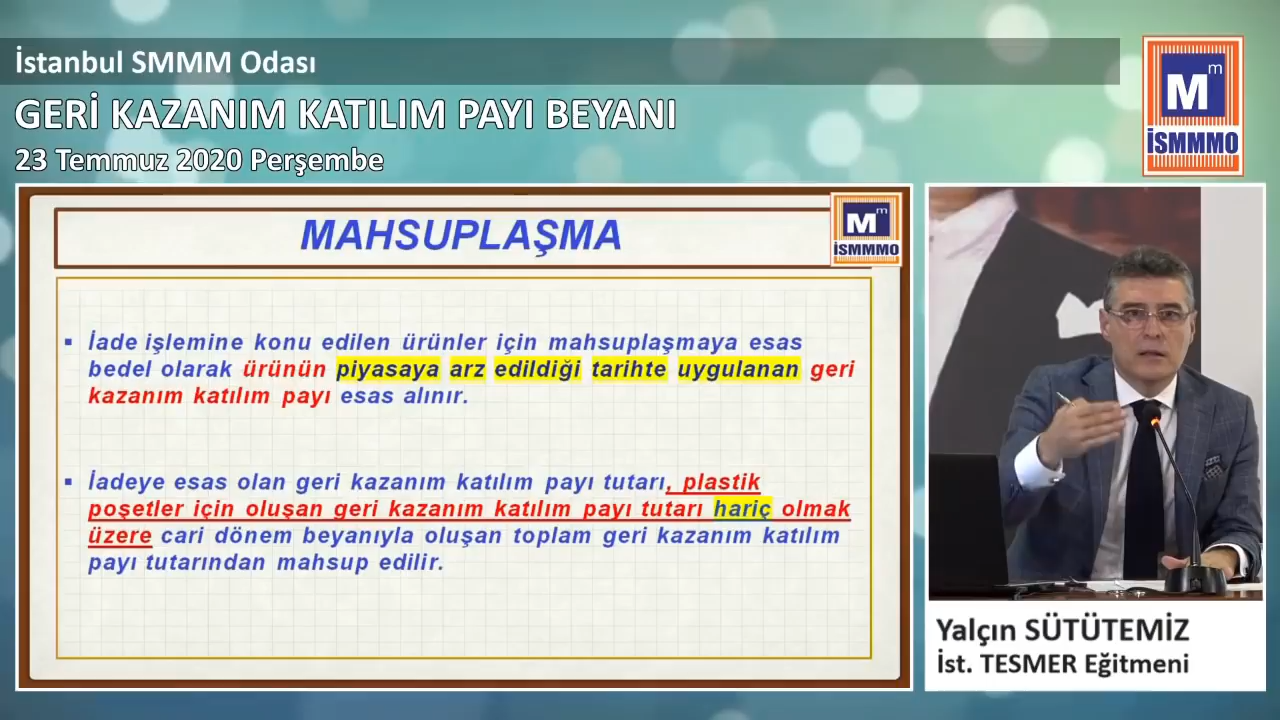 İstanbul SMMM Odası
GERİ KAZANIM KATILIM PAYI BEYANI
23 Temmuz 2020 Perşembe
Mm
İSMMMO
MAHSUPLAŞMA
Mm
İSMMMO
▪ İade işlemine konu edilen ürünler için mahsuplaşmaya esas
bedel olarak ürünün piyasaya arz edildiği tarihte uygulanan geri
kazanım katılım payı esas alınır.
▪ İadeye esas olan geri kazanım katılım payı tutarı, plastik
poşetler için oluşan geri kazanım katılım payı tutarı hariç olmak
üzere cari dönem beyanıyla oluşan toplam geri kazanım katılım
payı tutarından mahsup edilir.
Yalçın SÜTÜTEMİZ
İst. TESMER Eğitmeni